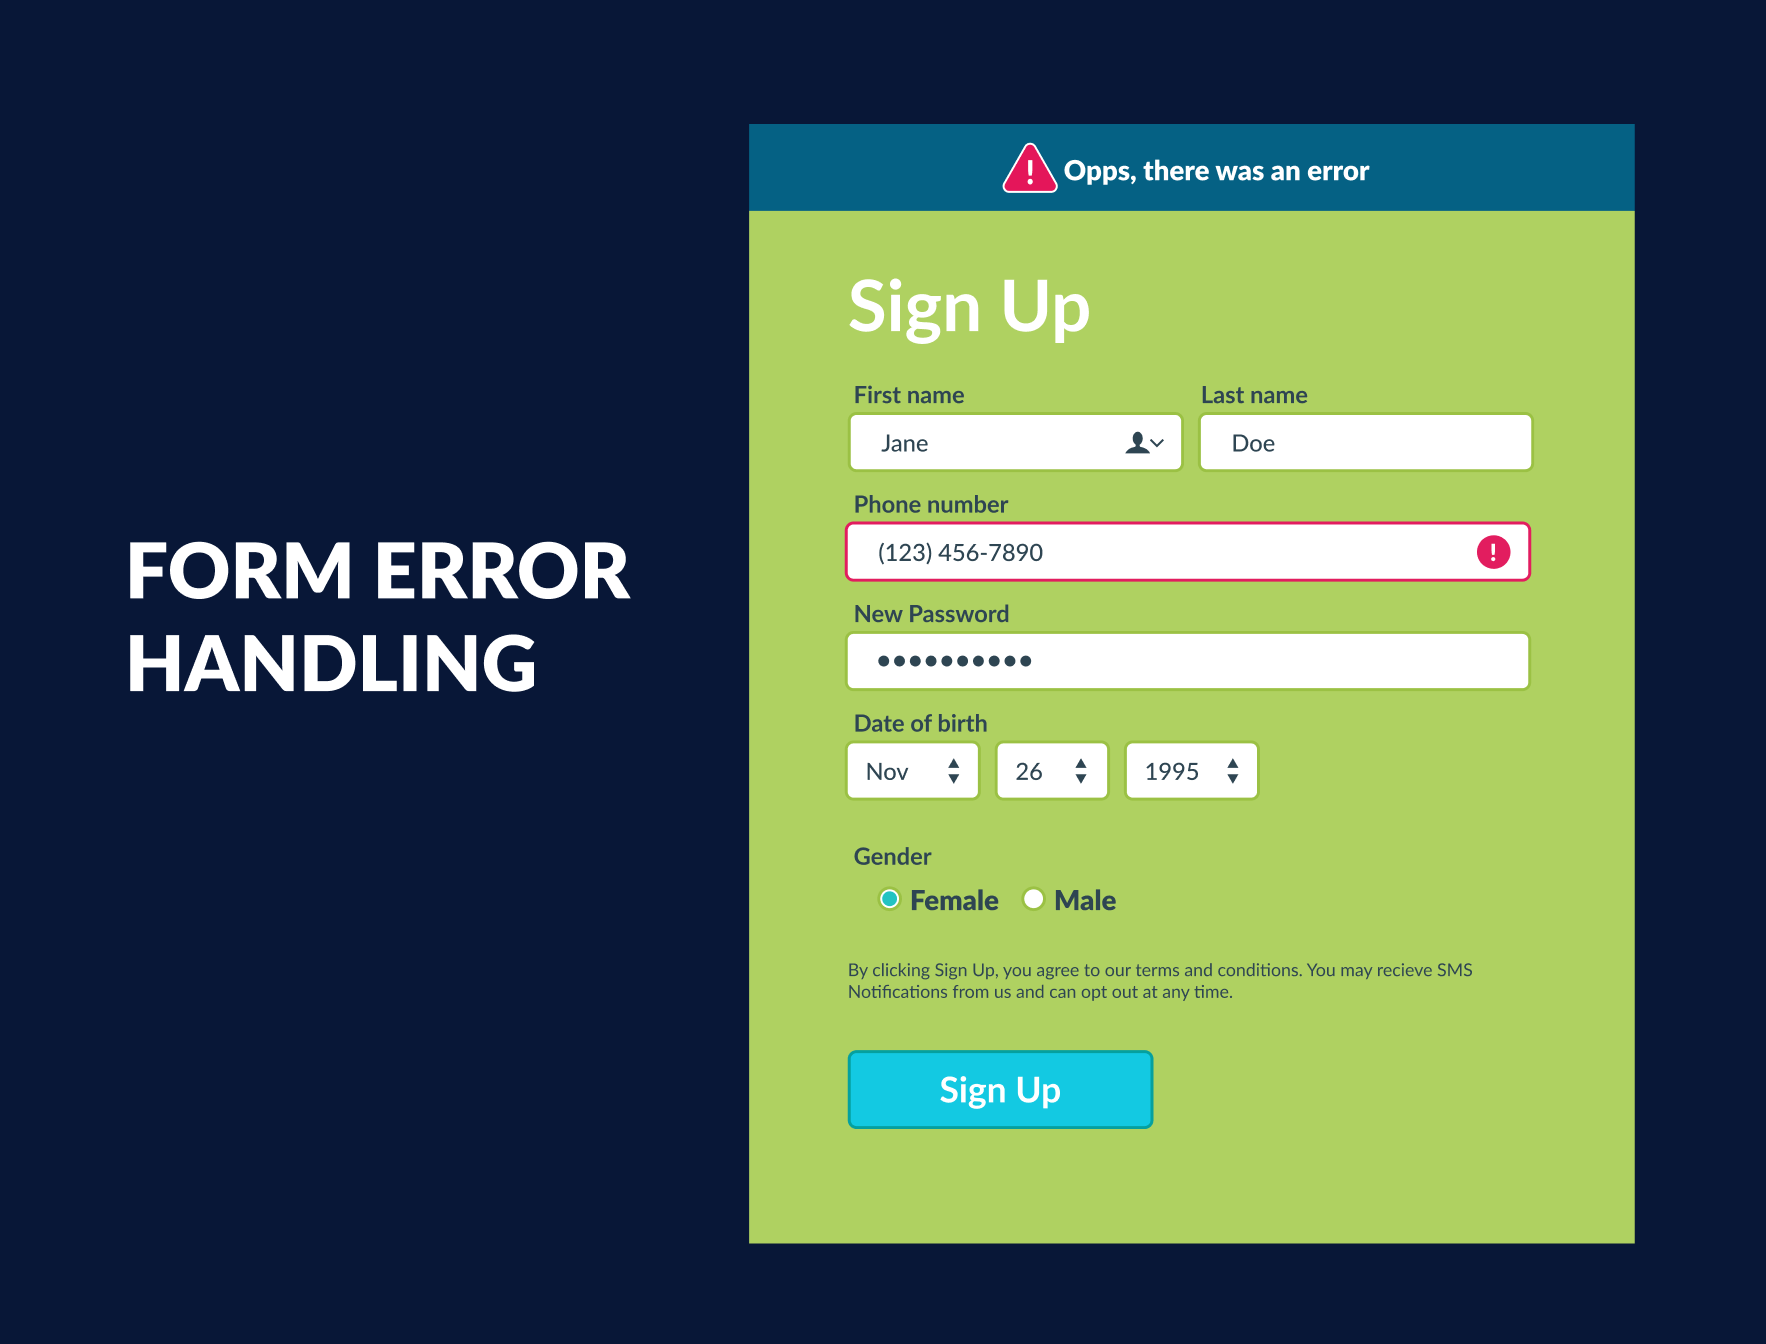 FORM ERROR
HANDLING
Opps, there was an error
Sign Up
First name Last name
Jane Doe
Phone number
(123) 456-7890
New Password
Date of birth
Nov 26 1995
Gender
Female Male
By clicking Sign Up, you agree to our terms and conditions. You may recieve SMS
Notifications from us and can opt out at any time.
Sign Up